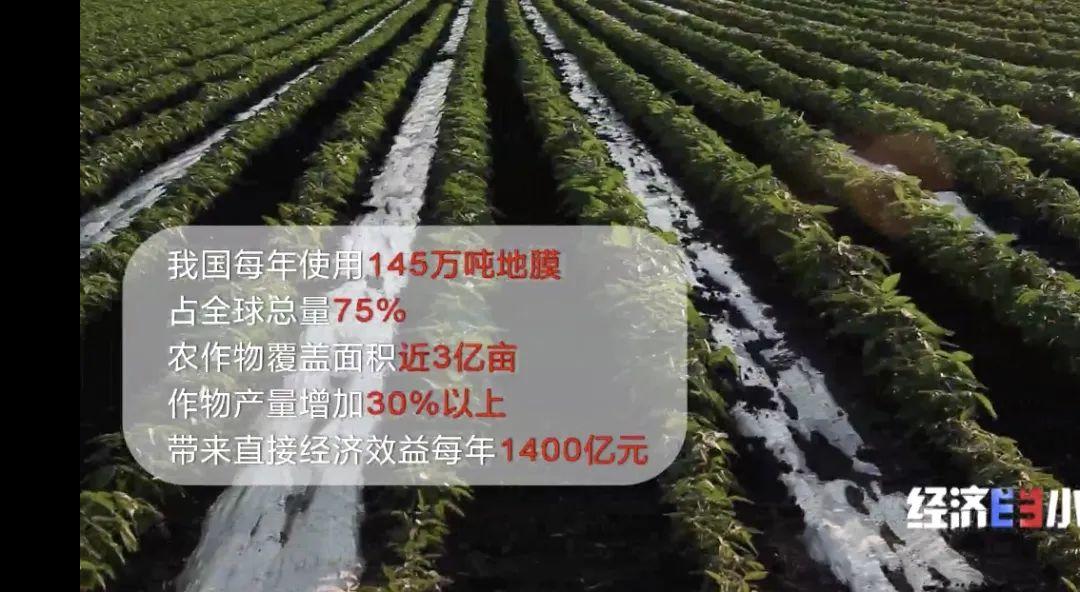 我国每年使用145万吨地膜
占全球总量75%
农作物覆盖面积近3亿亩
作物产量增加30%以上
带来直接经济效益每年1400亿元
经济 小